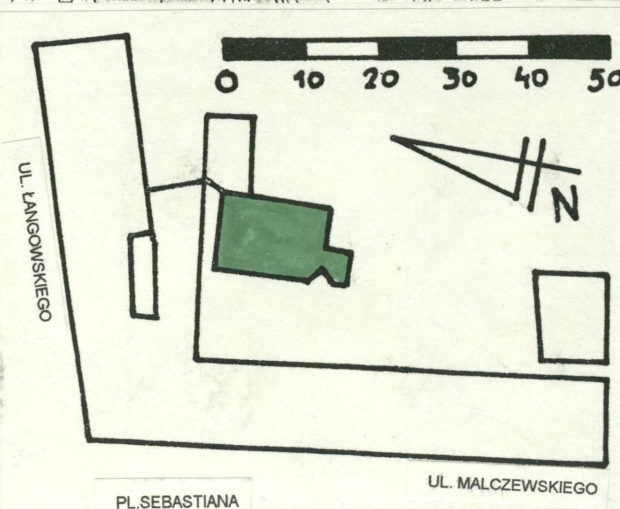 0 10 20 30 40 50
N
UL. ŁANGOWSKIEGO
UL. MALCZEWSKIEGO
PL.SEBASTIANA